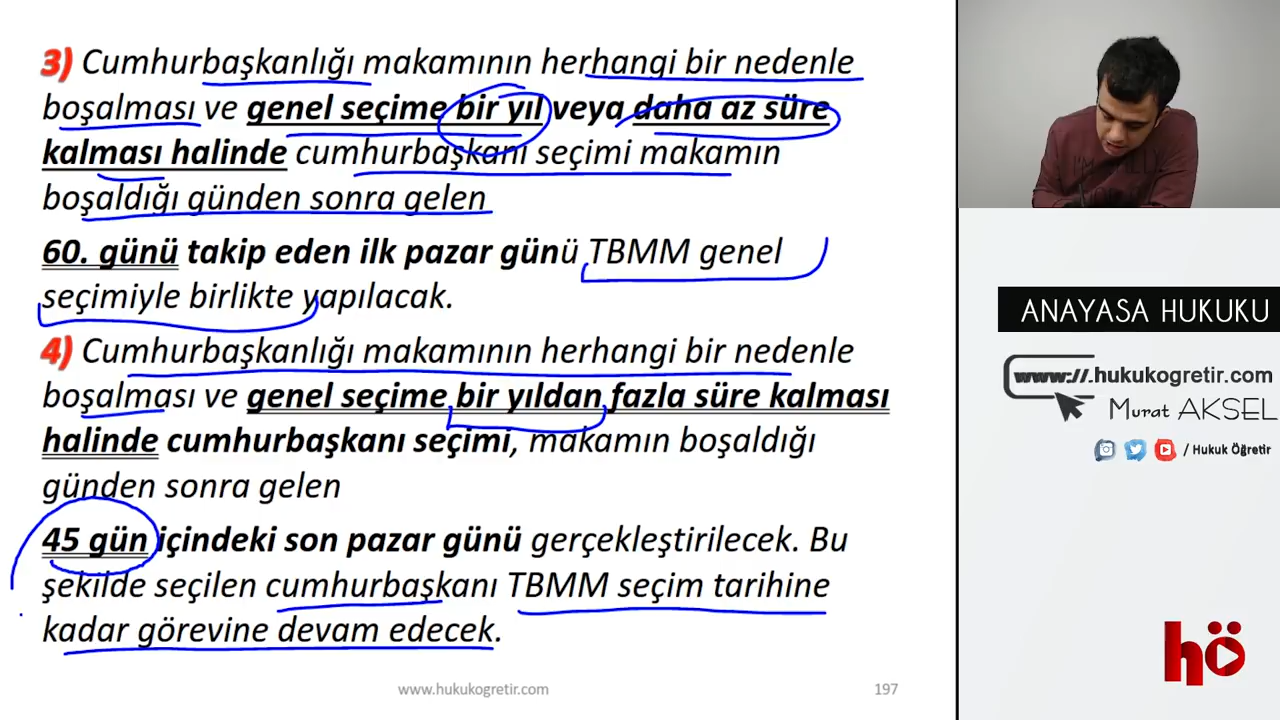 3) Cumhurbaşkanlığı makamının herhangi bir nedenle
boşalması ve genel seçime bir yıl veya daha az süre
kalması halinde cumhurbaşkanı seçimi makamın
boşaldığı günden sonra gelen
60. günü takip eden ilk pazar günü TBMM genel
seçimiyle birlikte yapılacak.
4) Cumhurbaşkanlığı makamının herhangi bir nedenle
boşalması ve genel seçime bir yıldan fazla süre kalması
halinde cumhurbaşkanı seçimi, makamın boşaldığı
günden sonra gelen
45 gün içindeki son pazar günü gerçekleştirilecek. Bu
şekilde seçilen cumhurbaşkanı TBMM seçim tarihine
kadar görevine devam edecek.
www.hukukogretir.com
197
ANAYASA HUKUKU
www//.hukukogretir.com
Murat AKSEL
/ Hukuk Öğretir
hö